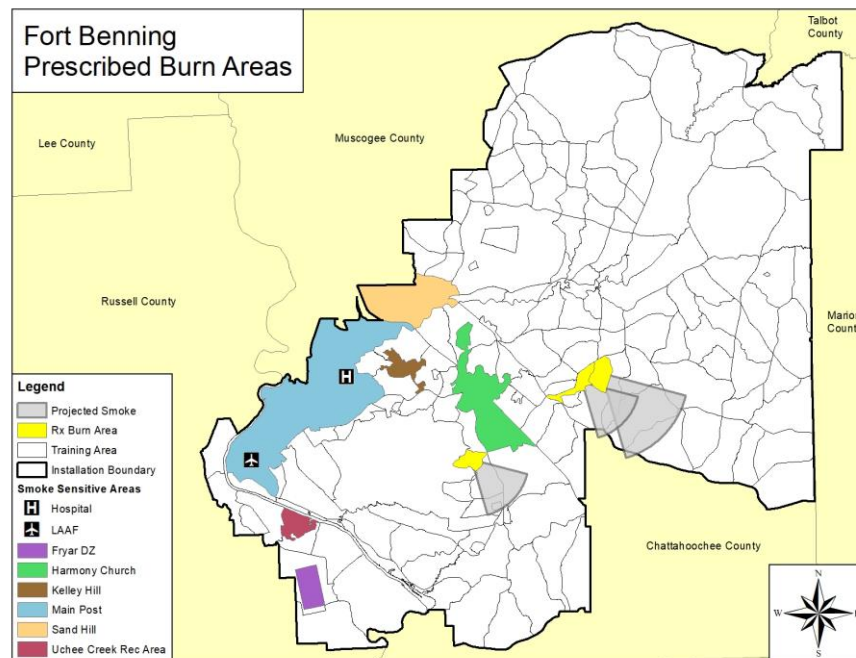 Fort Benning
Prescribed Burn Areas
Talbot
County
Lee County
Muscogee County
Russell County
Marion
County
Chattahoochee County
Legend
Projected Smoke
Rx Burn Area
Training Area
Installation Boundary
Smoke Sensitive Areas
H Hospital
LAAF
Fryar DZ
Harmony Church
Kelley Hill
Main Post
Sand Hill
Uchee Creek Rec Area
H
N
W
E
S